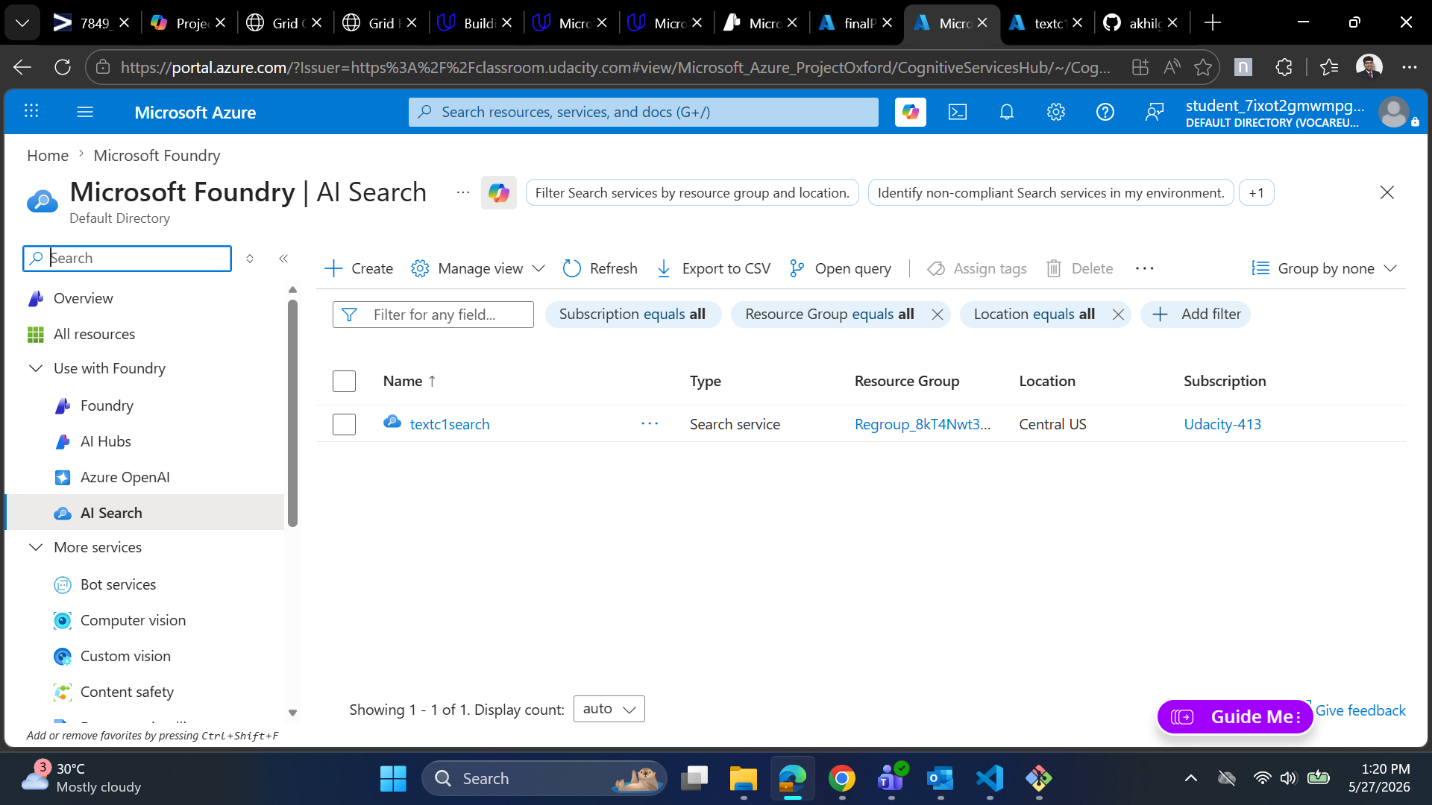 7849_
Projec
Grid C
Grid E
Buildi
Micro
Micro
Micro
finalP
Micro
textc1
akhilg
https://portal.azure.com/?Issuer=https%3A%2F%2Fclassroom.udacity.com#view/Microsoft_Azure_ProjectOxford/CognitiveServicesHub/~/Cog...
Microsoft Azure
Search resources, services, and docs (G+/)
student_7ixot2gmwmpg...
DEFAULT DIRECTORY (VOCAREU...
Home > Microsoft Foundry
Microsoft Foundry | AI Search
Default Directory
Filter Search services by resource group and location.
Identify non-compliant Search services in my environment.
+1
Search
Create
Manage view
Refresh
Export to CSV
Open query
Assign tags
Delete
Group by none
Overview
All resources
Use with Foundry
Foundry
AI Hubs
Azure OpenAI
AI Search
More services
Bot services
Computer vision
Custom vision
Content safety
Add or remove favorites by pressing Ctrl+Shift+F
Filter for any field...
Subscription equals all
Resource Group equals all
Location equals all
Add filter
Name ↑ Type Resource Group Location Subscription
textc1search ... Search service Regroup_8kT4Nwt3... Central US Udacity-413
Showing 1 - 1 of 1. Display count: auto
Guide Me
Give feedback
3
30°C
Mostly cloudy
Search
1:20 PM
5/27/2026